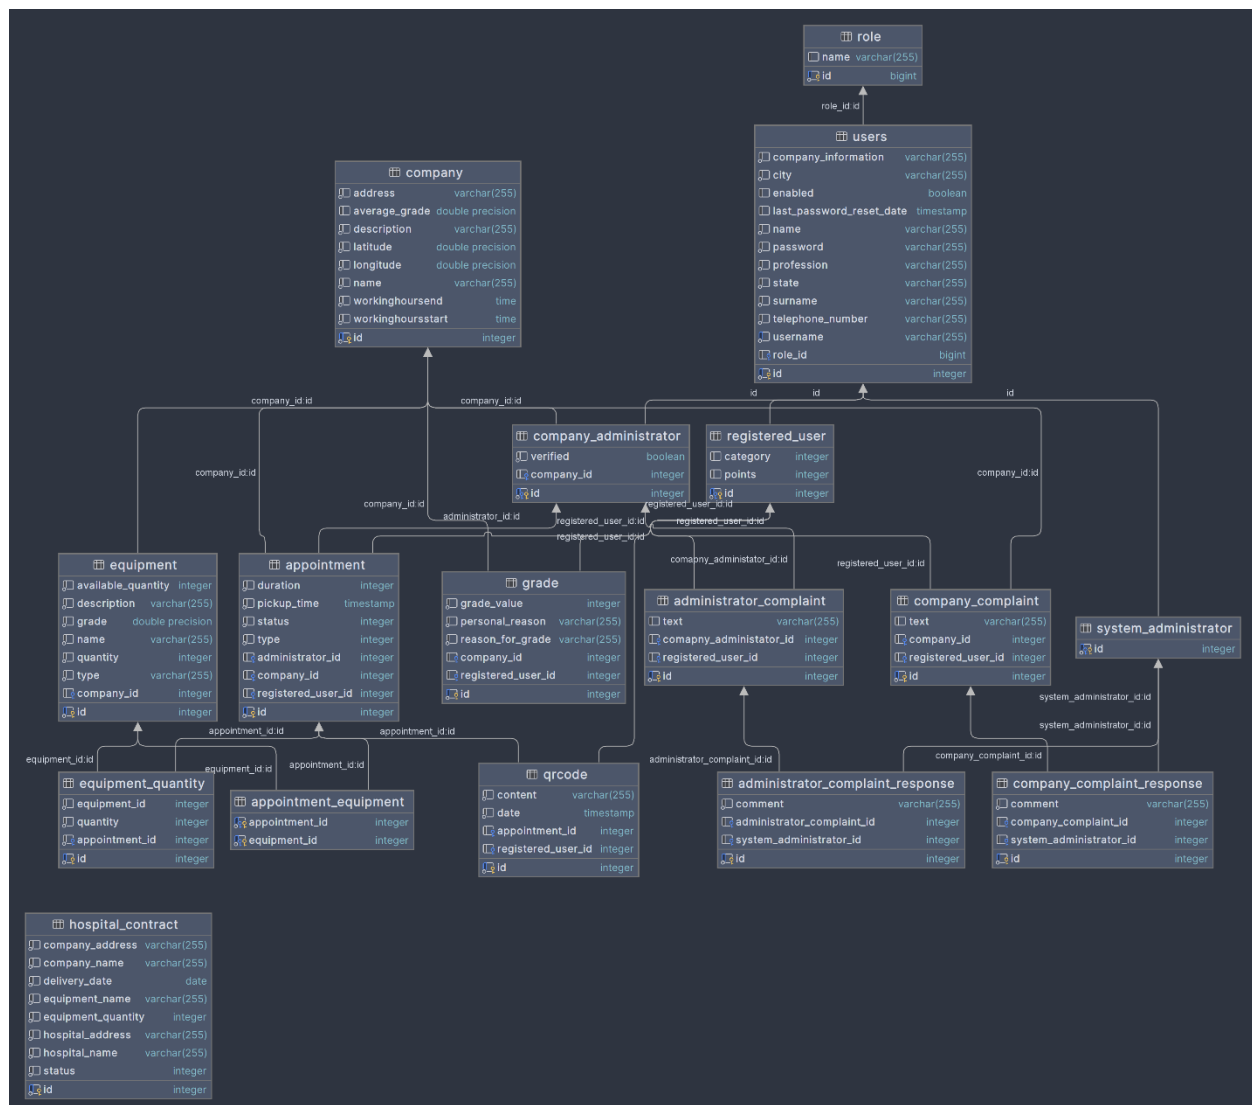 role
name varchar(255)
id bigint
role_id:id
users
company_information varchar(255)
city varchar(255)
enabled boolean
last_password_reset_date timestamp
name varchar(255)
password varchar(255)
profession varchar(255)
state varchar(255)
surname varchar(255)
telephone_number varchar(255)
username varchar(255)
role_id bigint
id integer
company
address varchar(255)
average_grade double precision
description varchar(255)
latitude double precision
longitude double precision
name varchar(255)
workinghoursend time
workinghoursstart time
id integer
id
id
id
company_id:id
company_id:id
company_administrator
verified boolean
company_id integer
id integer
registered_user
category integer
points integer
id integer
company_id:id
company_id:id
company_id:id
administrator_id:id
registered_user_id:id
registered_user_id:id
registered_user_id:id
registered_user_id:id
comapny_administator_id:id
registered_user_id:id
equipment
available_quantity integer
description varchar(255)
grade double precision
name varchar(255)
quantity integer
type varchar(255)
company_id integer
id integer
appointment
duration integer
pickup_time timestamp
status integer
type integer
administrator_id integer
company_id integer
registered_user_id integer
id integer
grade
grade_value integer
personal_reason varchar(255)
reason_for_grade varchar(255)
company_id integer
registered_user_id integer
id integer
administrator_complaint
text varchar(255)
comapny_administator_id integer
registered_user_id integer
id integer
company_complaint
text varchar(255)
company_id integer
registered_user_id integer
id integer
system_administrator
id integer
system_administrator_id:id
system_administrator_id:id
appointment_id:id
appointment_id:id
equipment_id:id
equipment_id:id
appointment_id:id
administrator_complaint_id:id
company_complaint_id:id
equipment_quantity
equipment_id integer
quantity integer
appointment_id integer
id integer
appointment_equipment
appointment_id integer
equipment_id integer
qrcode
content varchar(255)
date timestamp
appointment_id integer
registered_user_id integer
id integer
administrator_complaint_response
comment varchar(255)
administrator_complaint_id integer
system_administrator_id integer
id integer
company_complaint_response
comment varchar(255)
company_complaint_id integer
system_administrator_id integer
id integer
hospital_contract
company_address varchar(255)
company_name varchar(255)
delivery_date date
equipment_name varchar(255)
equipment_quantity integer
hospital_address varchar(255)
hospital_name varchar(255)
status integer
id integer